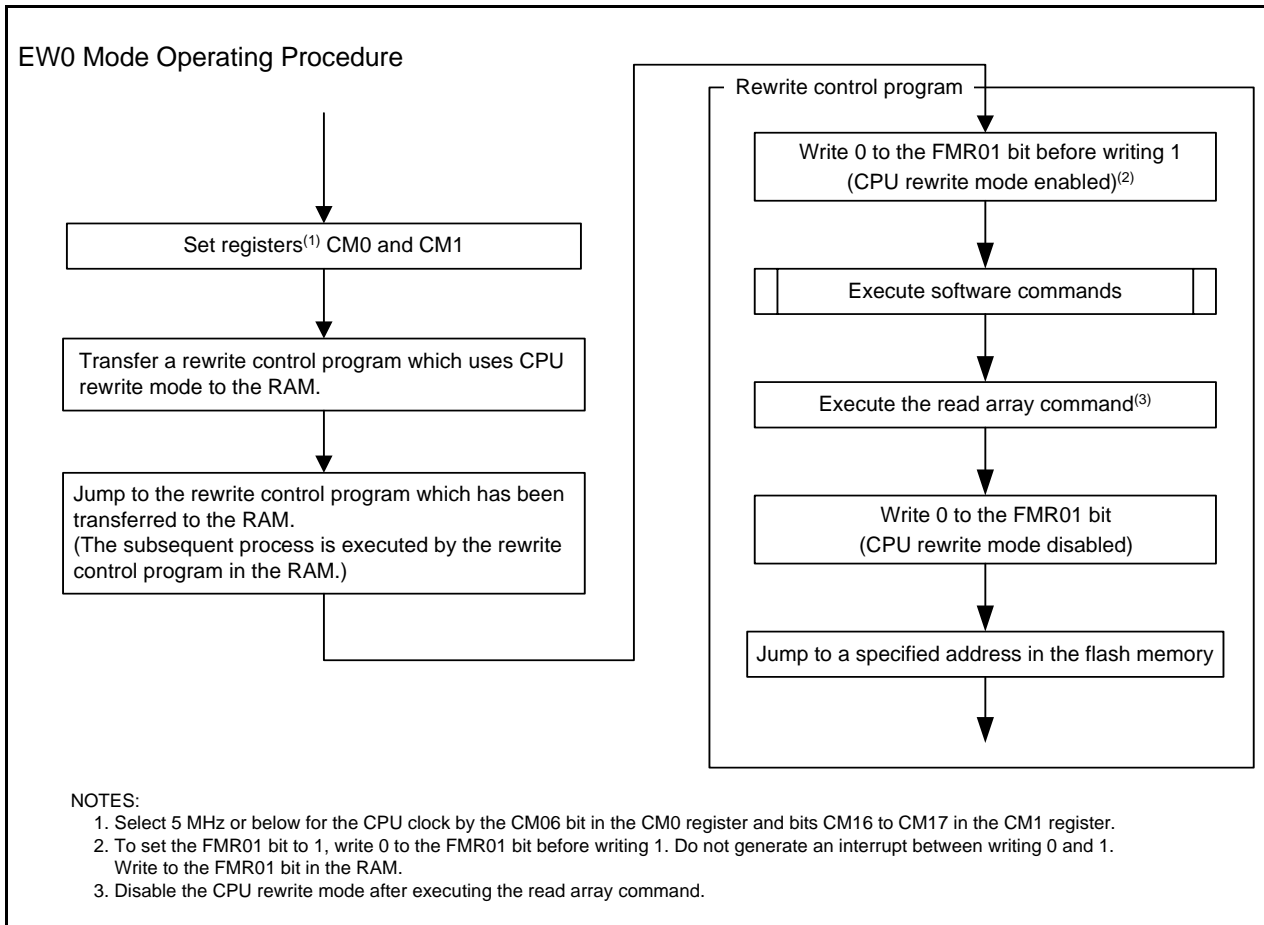 EW0 Mode Operating Procedure
Set registers(1) CM0 and CM1
Transfer a rewrite control program which uses CPU
rewrite mode to the RAM.
Jump to the rewrite control program which has been
transferred to the RAM.
(The subsequent process is executed by the rewrite
control program in the RAM.)
Rewrite control program
Write 0 to the FMR01 bit before writing 1
(CPU rewrite mode enabled)(2)
Execute software commands
Execute the read array command(3)
Write 0 to the FMR01 bit
(CPU rewrite mode disabled)
Jump to a specified address in the flash memory
NOTES:
1. Select 5 MHz or below for the CPU clock by the CM06 bit in the CM0 register and bits CM16 to CM17 in the CM1 register.
2. To set the FMR01 bit to 1, write 0 to the FMR01 bit before writing 1. Do not generate an interrupt between writing 0 and 1.
Write to the FMR01 bit in the RAM.
3. Disable the CPU rewrite mode after executing the read array command.